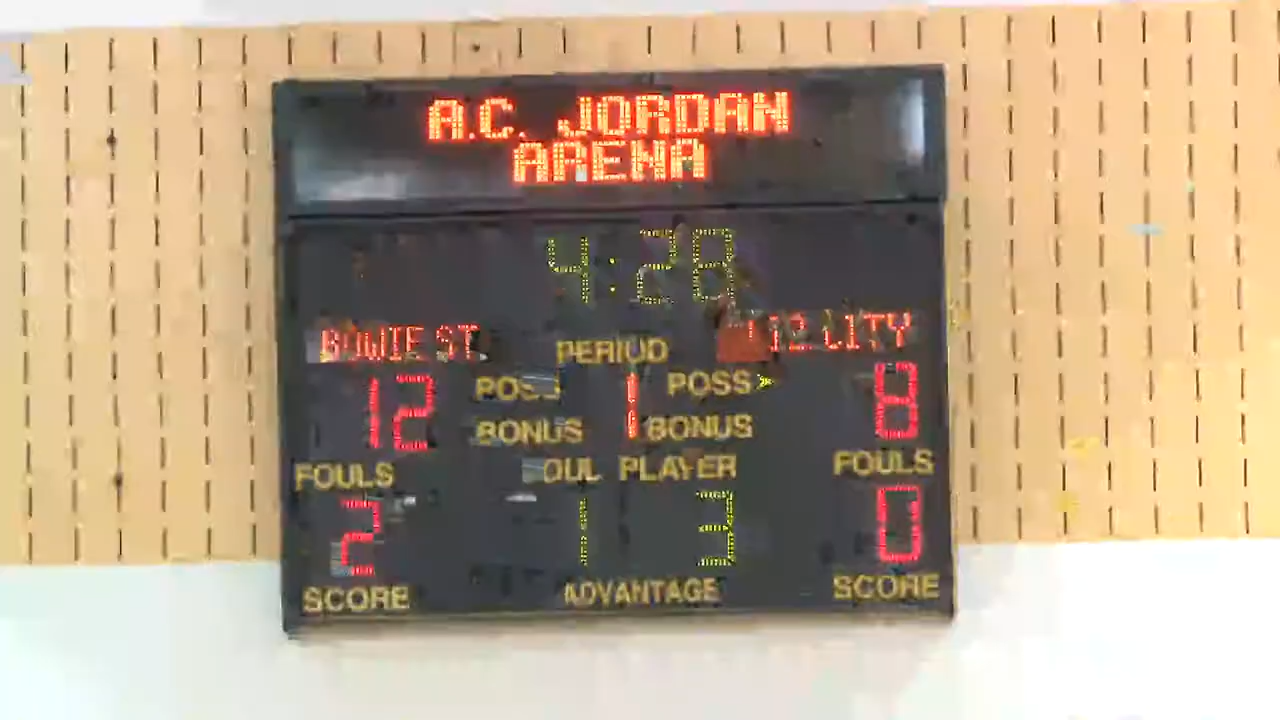 A.C. JORDAN
ARENA
4:28
BOWIE ST. CITY
PERIOD
12 POSS 1 POSS 8
BONUS BONUS
FOULS PLAYER FOULS
2 1 3 0
SCORE ADVANTAGE SCORE